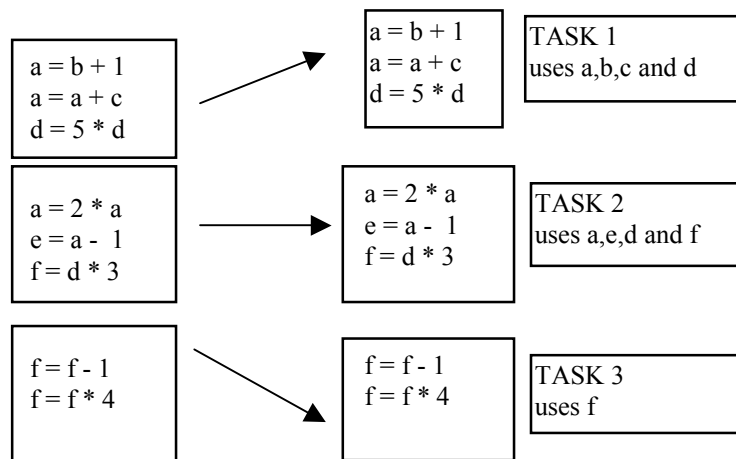 a = b + 1
a = a + c
d = 5 * d
a = b + 1
a = a + c
d = 5 * d
TASK 1
uses a,b,c and d
a = 2 * a
e = a - 1
f = d * 3
a = 2 * a
e = a - 1
f = d * 3
TASK 2
uses a,e,d and f
f = f - 1
f = f * 4
f = f - 1
f = f * 4
TASK 3
uses f